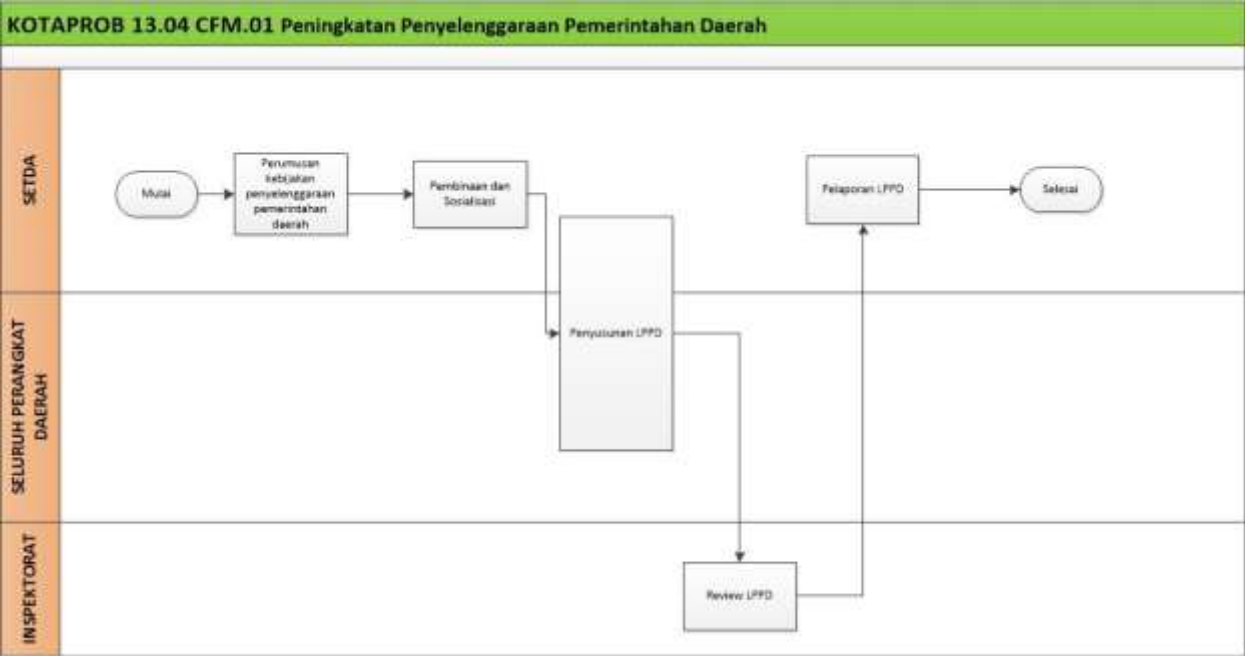 KOTAPROB 13.04 CFM.01 Peningkatan Penyelenggaraan Pemerintahan Daerah
SETDA
Mulai
Perumusan
kebijakan
penyelenggaraan
pemerintahan
daerah
Pembinaan dan
Sosialisasi
Pelaporan LPPD
Selesai
SELURUH PERANGKAT
DAERAH
Penyusunan LPPD
INSPEKTORAT
Review LPPD